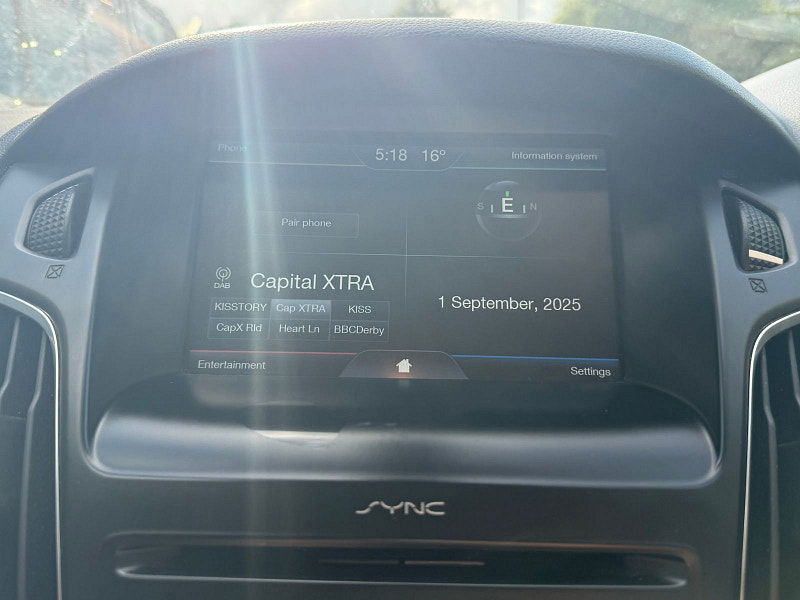 Phone
5:18 16°
Information system
Pair phone
S E N
DAB
Capital XTRA
KISSTORY Cap XTRA KISS
CapX Rld Heart Ln BBCDerby
1 September, 2025
Entertainment
Settings
SYNC